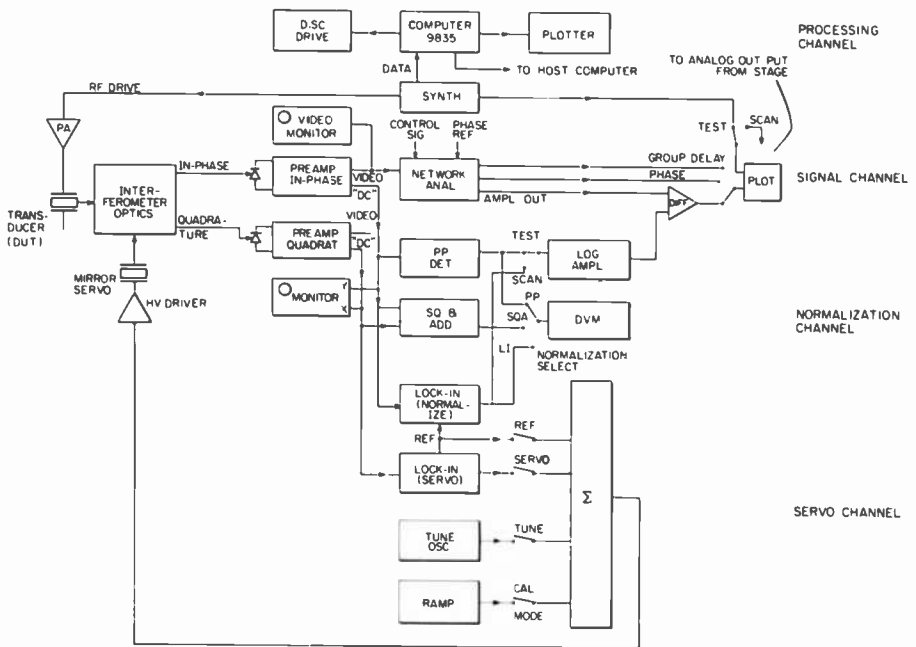 D.SC
DRIVE
COMPUTER
9835
PLOTTER
PROCESSING
CHANNEL
DATA
TO HOST COMPUTER
TO ANALOG OUT PUT
FROM STAGE
RF DRIVE
SYNTH
PA
VIDEO
MONITOR
CONTROL
SIG
PHASE
REF
TEST
SCAN
IN-PHASE
PREAMP
IN-PHASE
VIDEO
"DC"
NETWORK
ANAL
GROUP DELAY
PHASE
AMPL OUT
DIFF
PLOT
SIGNAL CHANNEL
INTER-
FEROMETER
OPTICS
TRANS-
DUCER
(DUT)
QUADRA-
TURE
PREAMP
QUADRAT
VIDEO
"DC"
MIRROR
SERVO
HV DRIVER
MONITOR
Y
X
PP
DET
TEST
SCAN
LOG
AMPL
SQ &
ADD
PP
SQA
DVM
NORMALIZATION
CHANNEL
LI
NORMALIZATION
SELECT
LOCK-IN
(NORMAL-
IZE)
REF
REF
LOCK-IN
(SERVO)
SERVO
Σ
SERVO CHANNEL
TUNE
OSC
TUNE
RAMP
CAL
MODE